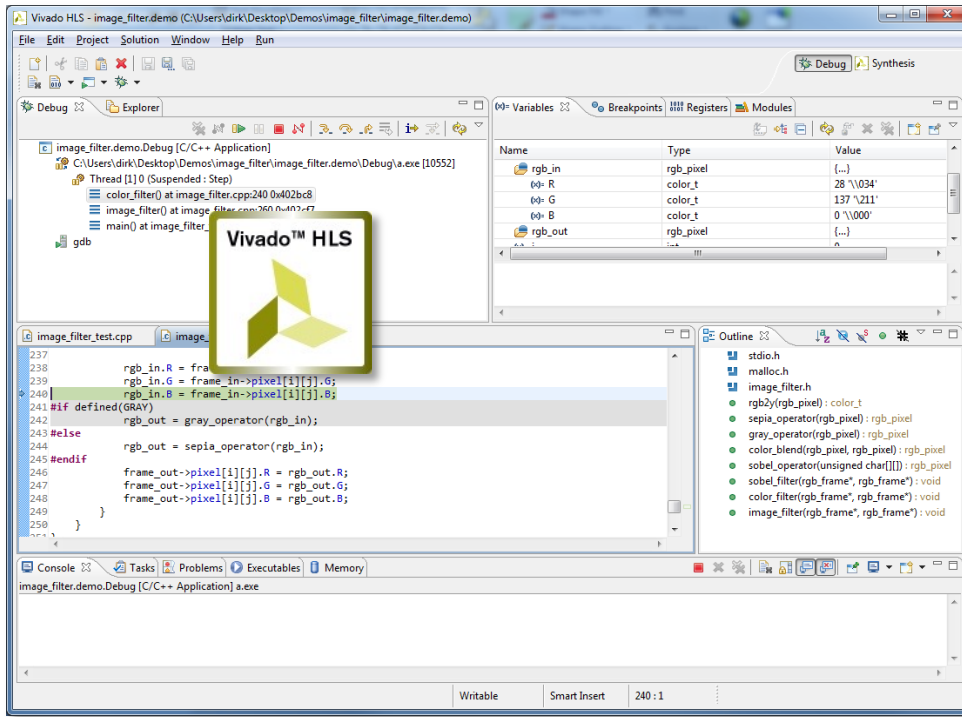 Vivado HLS - image_filter.demo (C:\Users\dirk\Desktop\Demos\image_filter\image_filter.demo)
File Edit Project Solution Window Help Run
Debug Synthesis
Debug Explorer
image_filter.demo.Debug [C/C++ Application]
C:\Users\dirk\Desktop\Demos\image_filter\image_filter.demo\Debug\a.exe [10552]
Thread [1] 0 (Suspended : Step)
color_filter() at image_filter.cpp:240 0x402bc8
image_filter() at image_filter.cpp:260 0x402cf7
main() at image_filter_
gdb
(x)= Variables Breakpoints Registers Modules
Name Type Value
rgb_in rgb_pixel {...}
(x)= R color_t 28 '\\034'
(x)= G color_t 137 '\211'
(x)= B color_t 0 '\\000'
rgb_out rgb_pixel {...}
Vivado™ HLS
image_filter_test.cpp image_
237
238 rgb_in.R = fra
239 rgb_in.G = frame_in->pixel[i][j].G;
240 rgb_in.B = frame_in->pixel[i][j].B;
241 #if defined(GRAY)
242 rgb_out = gray_operator(rgb_in);
243 #else
244 rgb_out = sepia_operator(rgb_in);
245 #endif
246 frame_out->pixel[i][j].R = rgb_out.R;
247 frame_out->pixel[i][j].G = rgb_out.G;
248 frame_out->pixel[i][j].B = rgb_out.B;
249 }
250 }
Outline
stdio.h
malloc.h
image_filter.h
rgb2y(rgb_pixel) : color_t
sepia_operator(rgb_pixel) : rgb_pixel
gray_operator(rgb_pixel) : rgb_pixel
color_blend(rgb_pixel, rgb_pixel) : rgb_pixel
sobel_operator(unsigned char[][]) : rgb_pixel
sobel_filter(rgb_frame*, rgb_frame*) : void
color_filter(rgb_frame*, rgb_frame*) : void
image_filter(rgb_frame*, rgb_frame*) : void
Console Tasks Problems Executables Memory
image_filter.demo.Debug [C/C++ Application] a.exe
Writable Smart Insert 240 : 1